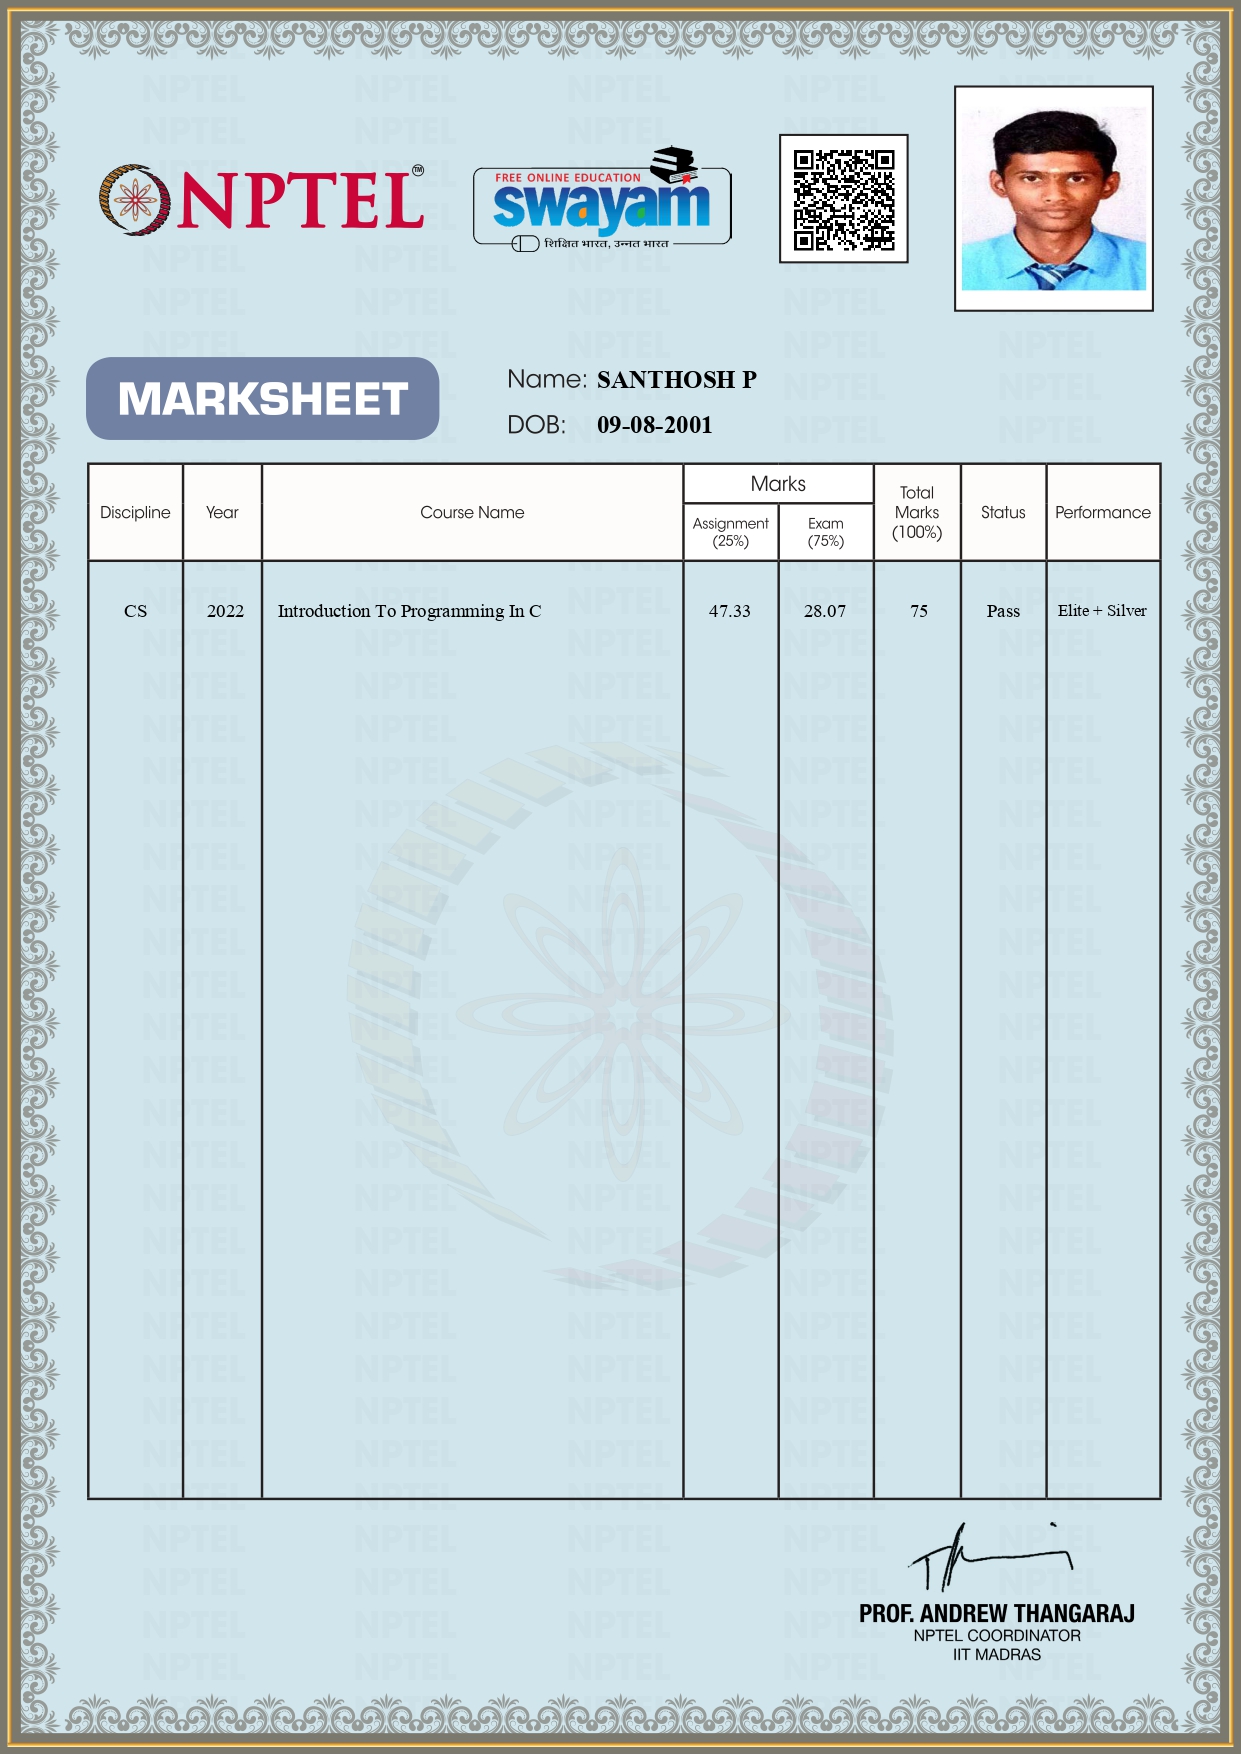 NPTEL™
FREE ONLINE EDUCATION
swayam
शिक्षित भारत, उन्नत भारत
MARKSHEET
Name: SANTHOSH P
DOB: 09-08-2001
Discipline Year Course Name Marks Assignment (25%) Exam (75%) Total Marks (100%) Status Performance
CS 2022 Introduction To Programming In C 47.33 28.07 75 Pass Elite + Silver
PROF. ANDREW THANGARAJ
NPTEL COORDINATOR
IIT MADRAS